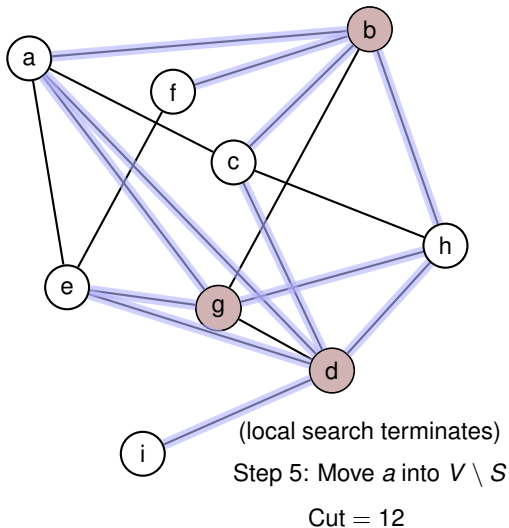 b
a
f
c
h
e
g
d
i
(local search terminates)
Step 5: Move a into V \ S
Cut = 12